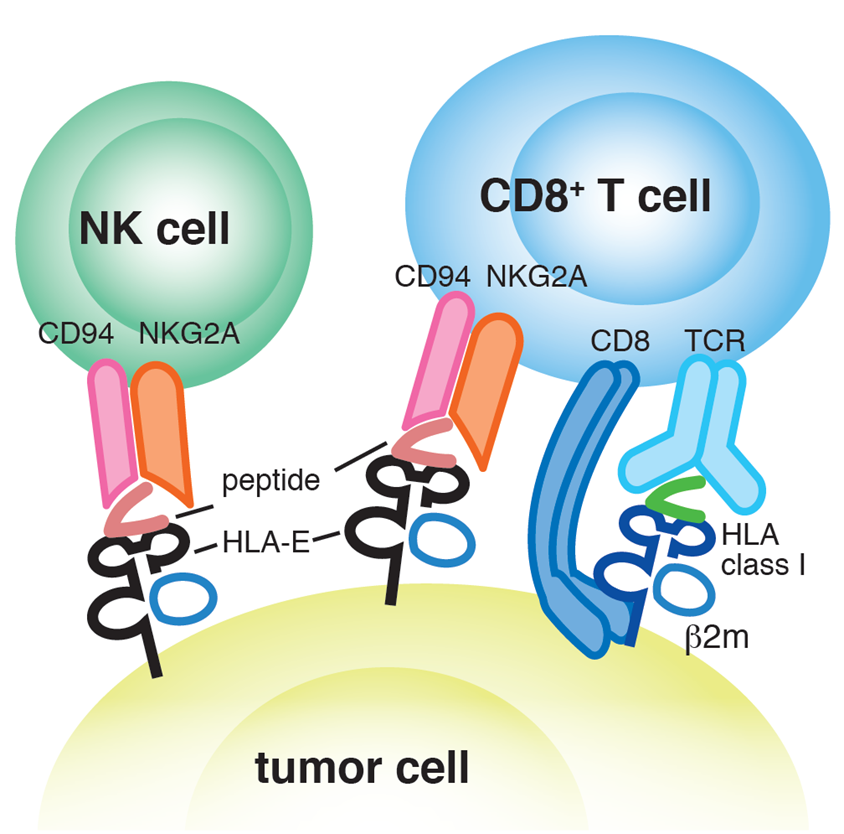 NK cell
CD8⁺ T cell
CD94 NKG2A
CD94 NKG2A
CD8 TCR
peptide
HLA-E
HLA
class I
β2m
tumor cell